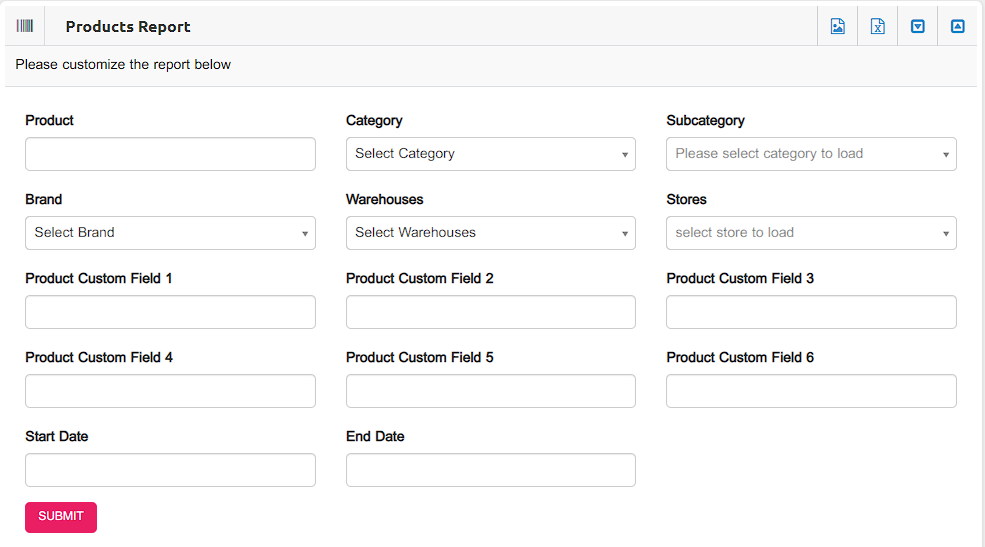 Products Report
Please customize the report below
Product Category Subcategory
Select Category Please select category to load
Brand Warehouses Stores
Select Brand Select Warehouses select store to load
Product Custom Field 1 Product Custom Field 2 Product Custom Field 3
Product Custom Field 4 Product Custom Field 5 Product Custom Field 6
Start Date End Date
SUBMIT